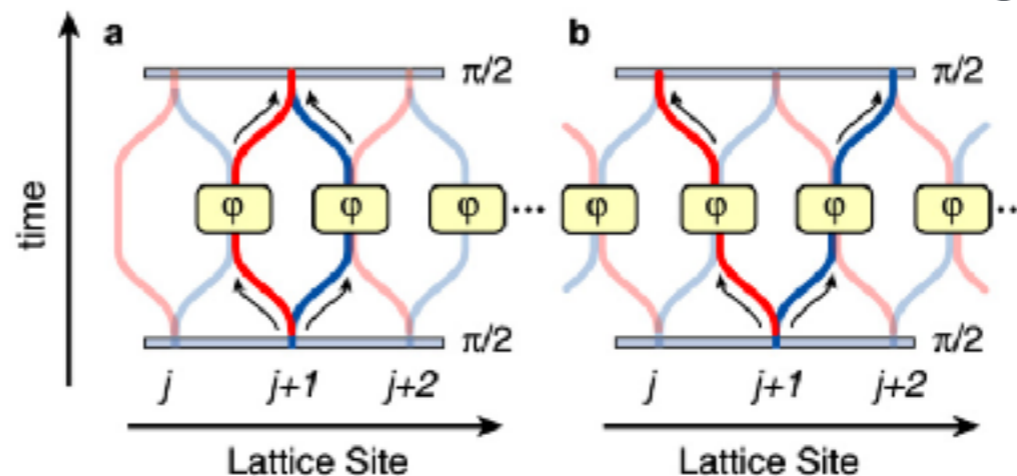 a
π/2
φ φ φ ...
π/2
j j+1 j+2
Lattice Site
time
b
π/2
φ φ φ φ ..
π/2
j j+1 j+2
Lattice Site